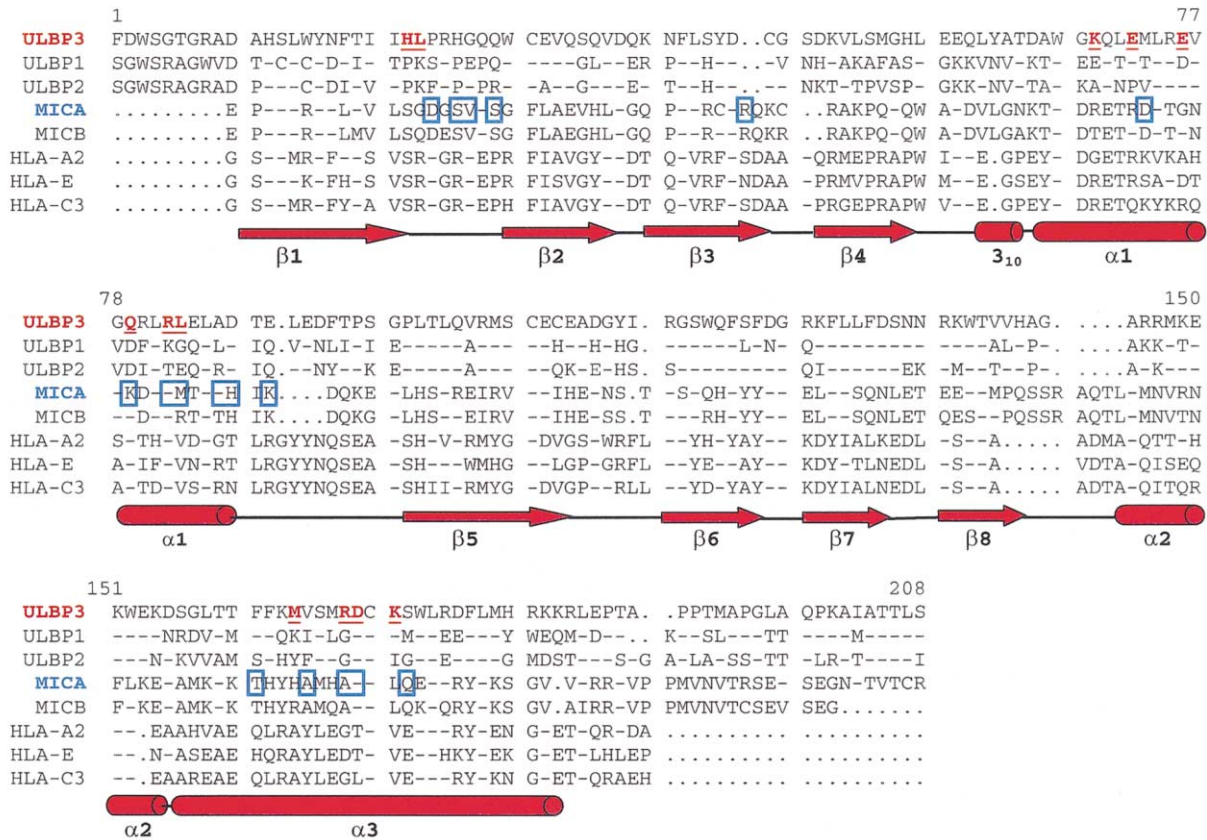 1 77
ULBP3 FDWSGTGRAD AHSLWYNFTI IHLPRHGQQW CEVQSQVDQK NFLSYD..CG SDKVLSMGHL EEQLYATDAW GKQLEMLREV
ULBP1 SGWSRAGWVD T-C-C-D-I- TPKS-PEPQ- ----GL--ER P--H...-V NH-AKAFAS- GKKVNV-KT- EE-T-T--D-
ULBP2 SGWSRAGRAD T-C-C-DI-V -PKF-P-PR- --A--G---E T--H...-- NKT-TPVSP- GKK--NV-TA- KA-ANPV----
MICA .........E P---R--L-V LSGDGSV-SG FLAEVHL-GQ P--RC-RQKC ..RAKPQ-QW A-DVLGNKT- DRETRD-TGN
MICB .........E P---R--LMV LSQDESV-SG FLAEGHL-GQ P--R--RQKR ..RAKPQ-QW A-DVLGAKT- DTET-D-T-N
HLA-A2 .........G S--MR-F--S VSR-GR-EPR FIAVGY--DT Q-VRF-SDAA -QRMEPRAPW I--E.GPEY- DGETRKVKAH
HLA-E .........G S---K-FH-S VSR-GR-EPR FISVGY--DT Q-VRF-NDAA -PRMVPRAPW M--E.GSEY- DRETRSA-DT
HLA-C3 .........G S--MR-FY-A VSR-GR-EPH FIAVGY--DT Q-VRF-SDAA -PRGEPRAPW V--E.GPEY- DRETQKYKRQ
β1 β2 β3 β4 3₁₀ α1
78 150
ULBP3 GQRLRLELAD TE.LEDFTPS GPLTLQVRMS CECEADGYI. RGSWQFSFDG RKFLLFDSNN RKWTVVHAG. ....ARRMKE
ULBP1 VDF-KGQ-L- IQ.V-NLI-I E-----A--- --H--H-HG. ------L-N- Q--------- ----AL-P-. ....-AKK-T-
ULBP2 VDI-TEQ-R- IQ...NY--K E-----A--- --QK-E-HS. -----S---- Q--------- ----TA-P-. ....-A-K---
MICA -KD--MT--H IK....DQKE LHS-REIRV- --IHE-NS.T -S-QH-YY-- EL--SQNLET EE--MPQSSR AQTL-MNVRN
MICB --D--RT-TH IK....DQKG LHS-REIRV- --IHE-SS.T ---RH-YY-- EL--SQNLET QES--PQSSR AQTL-MNVTN
HLA-A2 S-TH-VD-GT LRGYYNQSEA -SH-V-RMYG -DVGS-WRFL -YH-YAY--- KDYIALKEDL --S--A.... ..ADMA-QTT-H
HLA-E A-IF-VN-RT LRGYYNQSEA -SH---WMHG -LGP-GRFL --YE--AY-- KDY-TLNEDL --S--A.... .VDTA-QISEQ
HLA-C3 A-TD-VS-RN LRGYYNQSEA -SHII-RMYG -DVGP--RLL --YD-YAY-- KDYIALNEDL --S--A.... .ADTA-QITQR
α1 β5 β6 β7 β8 α2
151 208
ULBP3 KWEKDSGLTT FFKMVSMRDC KSWLRDFLMH RKKRLEPTA. .PPTMAPGLA QPKAIATTLS
ULBP1 ----NRDV-M --QKI-LG-- -M--EE---Y WEQM-D---. .K--SL---TT ----M-----
ULBP2 ---N-KVVAM S-HYF--G-- IG--E----G MDST---S-G A-LA-SS-TT --LR-T---I
MICA FLKE-AMK-K THYHAMHA-- LQE--RY-KS GV.V-RR-VP PMVNVTRSE- SEGN-TVTCR
MICB F-KE-AMK-K THYRAMQA-- LQK-QRY-KS GV.AIRR-VP PMVNVTCSEV SEG.......
HLA-A2 --.EAAHVAE QLRAYLEGT- VE---RY-EN G-ET-QR-DA .......... ..........
HLA-E --.N-ASEAE HQRAYLEDT- VE--HKY-EK G-ET-LHLEP .......... ..........
HLA-C3 --.EAAREAE QLRAYLEGL- VE---RY-KN G-ET-QRAEH .......... ..........
α2 α3